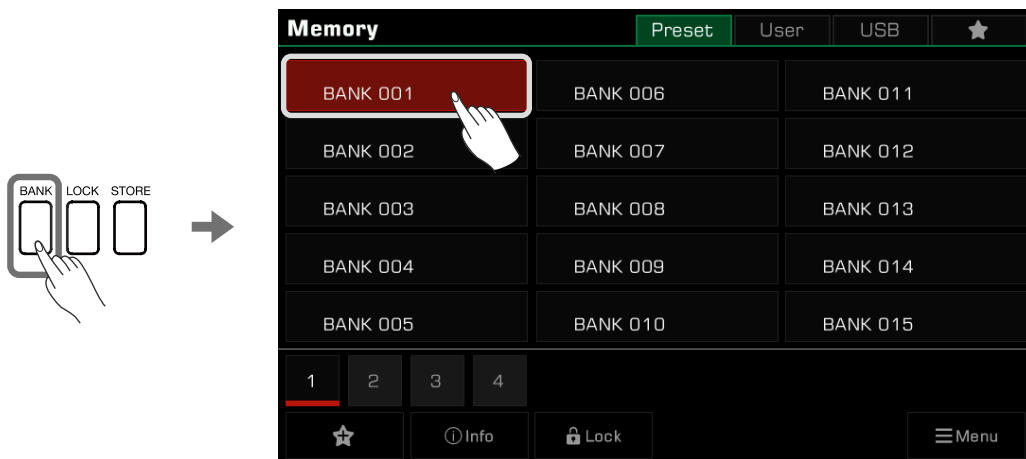 BANK LOCK STORE
Memory Preset User USB
BANK 001 BANK 006 BANK 011
BANK 002 BANK 007 BANK 012
BANK 003 BANK 008 BANK 013
BANK 004 BANK 009 BANK 014
BANK 005 BANK 010 BANK 015
1 2 3 4
Info Lock Menu